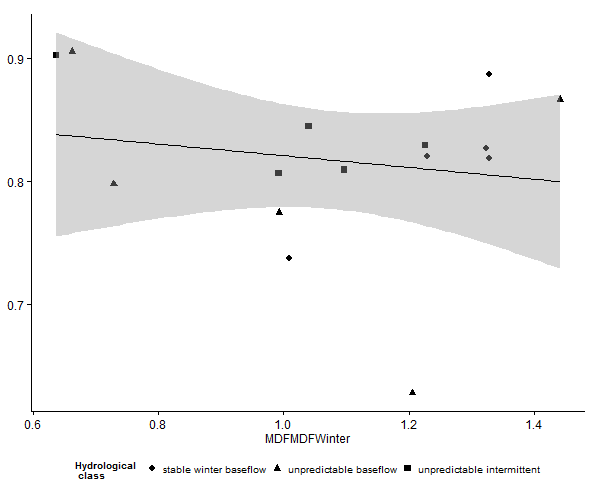 0.9
0.8
0.7
0.6 0.8 1.0 1.2 1.4
MDFMDFWinter
Hydrological
class
stable winter baseflow unpredictable baseflow unpredictable intermittent